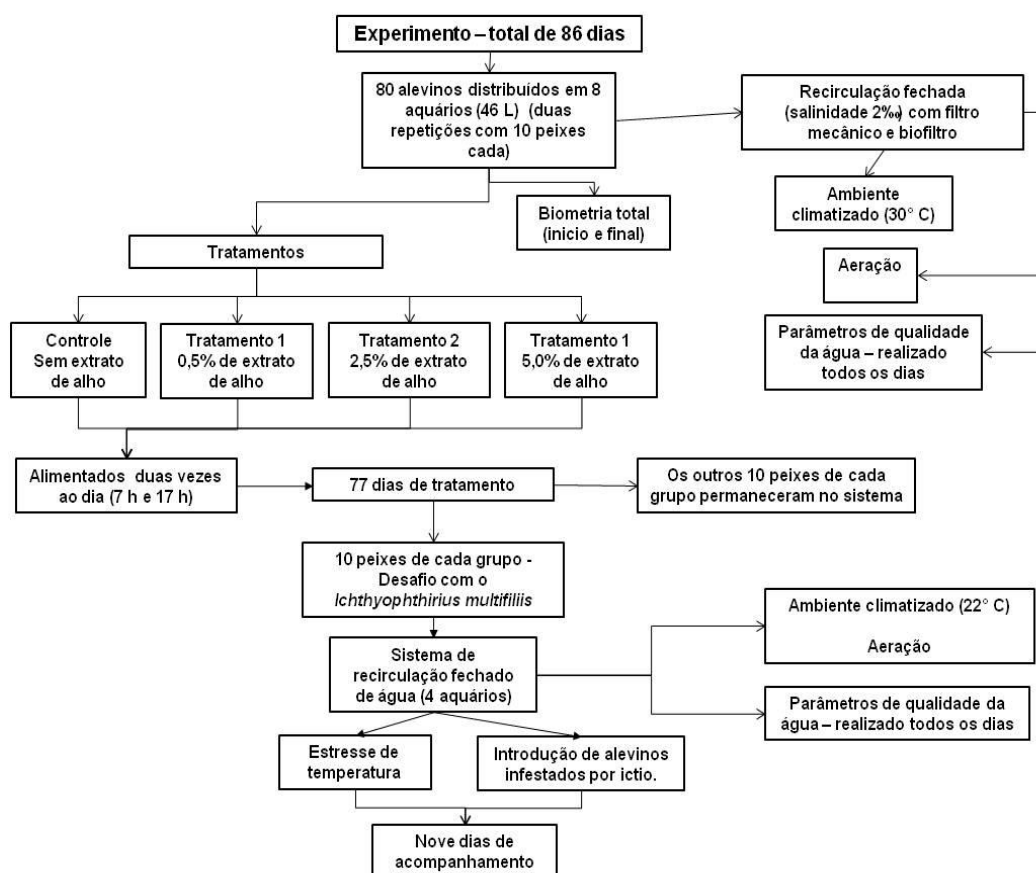 Experimento – total de 86 dias
80 alevinos distribuídos em 8
aquários (46 L) (duas
repetições com 10 peixes
cada)
Recirculação fechada
(salinidade 2‰) com filtro
mecânico e biofiltro
Ambiente
climatizado (30° C)
Biometria total
(inicio e final)
Tratamentos
Aeração
Controle
Sem extrato
de alho
Tratamento 1
0,5% de extrato
de alho
Tratamento 2
2,5% de extrato
de alho
Tratamento 1
5,0% de extrato
de alho
Parâmetros de qualidade
da água – realizado
todos os dias
Alimentados duas vezes
ao dia (7 h e 17 h)
77 dias de tratamento
Os outros 10 peixes de cada
grupo permaneceram no sistema
10 peixes de cada grupo -
Desafio com o
Ichthyophthirius multifiliis
Ambiente climatizado (22° C)
Aeração
Sistema de
recirculação fechado
de água (4 aquários)
Parâmetros de qualidade da
água – realizado todos os dias
Estresse de
temperatura
Introdução de alevinos
infestados por ictio.
Nove dias de
acompanhamento